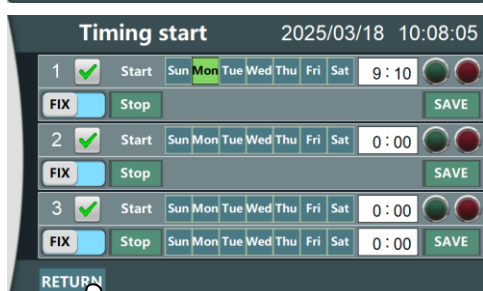 Timing start 2025/03/18 10:08:05
1 Start Sun Mon Tue Wed Thu Fri Sat 9:10
FIX Stop SAVE
2 Start Sun Mon Tue Wed Thu Fri Sat 0:00
FIX Stop SAVE
3 Start Sun Mon Tue Wed Thu Fri Sat 0:00
FIX Stop Sun Mon Tue Wed Thu Fri Sat 0:00 SAVE
RETURN